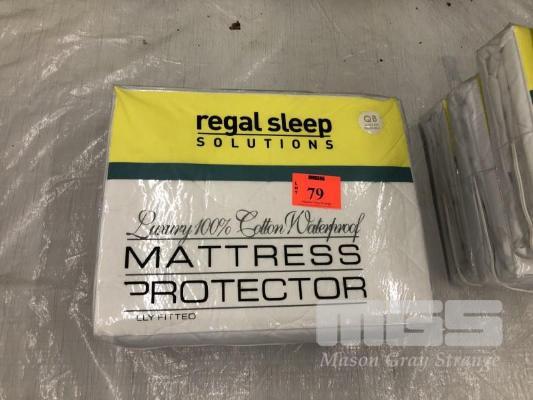 regal sleep
SOLUTIONS
QB
LOT
79
Luxury 100% Cotton Waterproof
MATTRESS
PROTECTOR
LLY FITTED
MGS
Mason Gray Strange